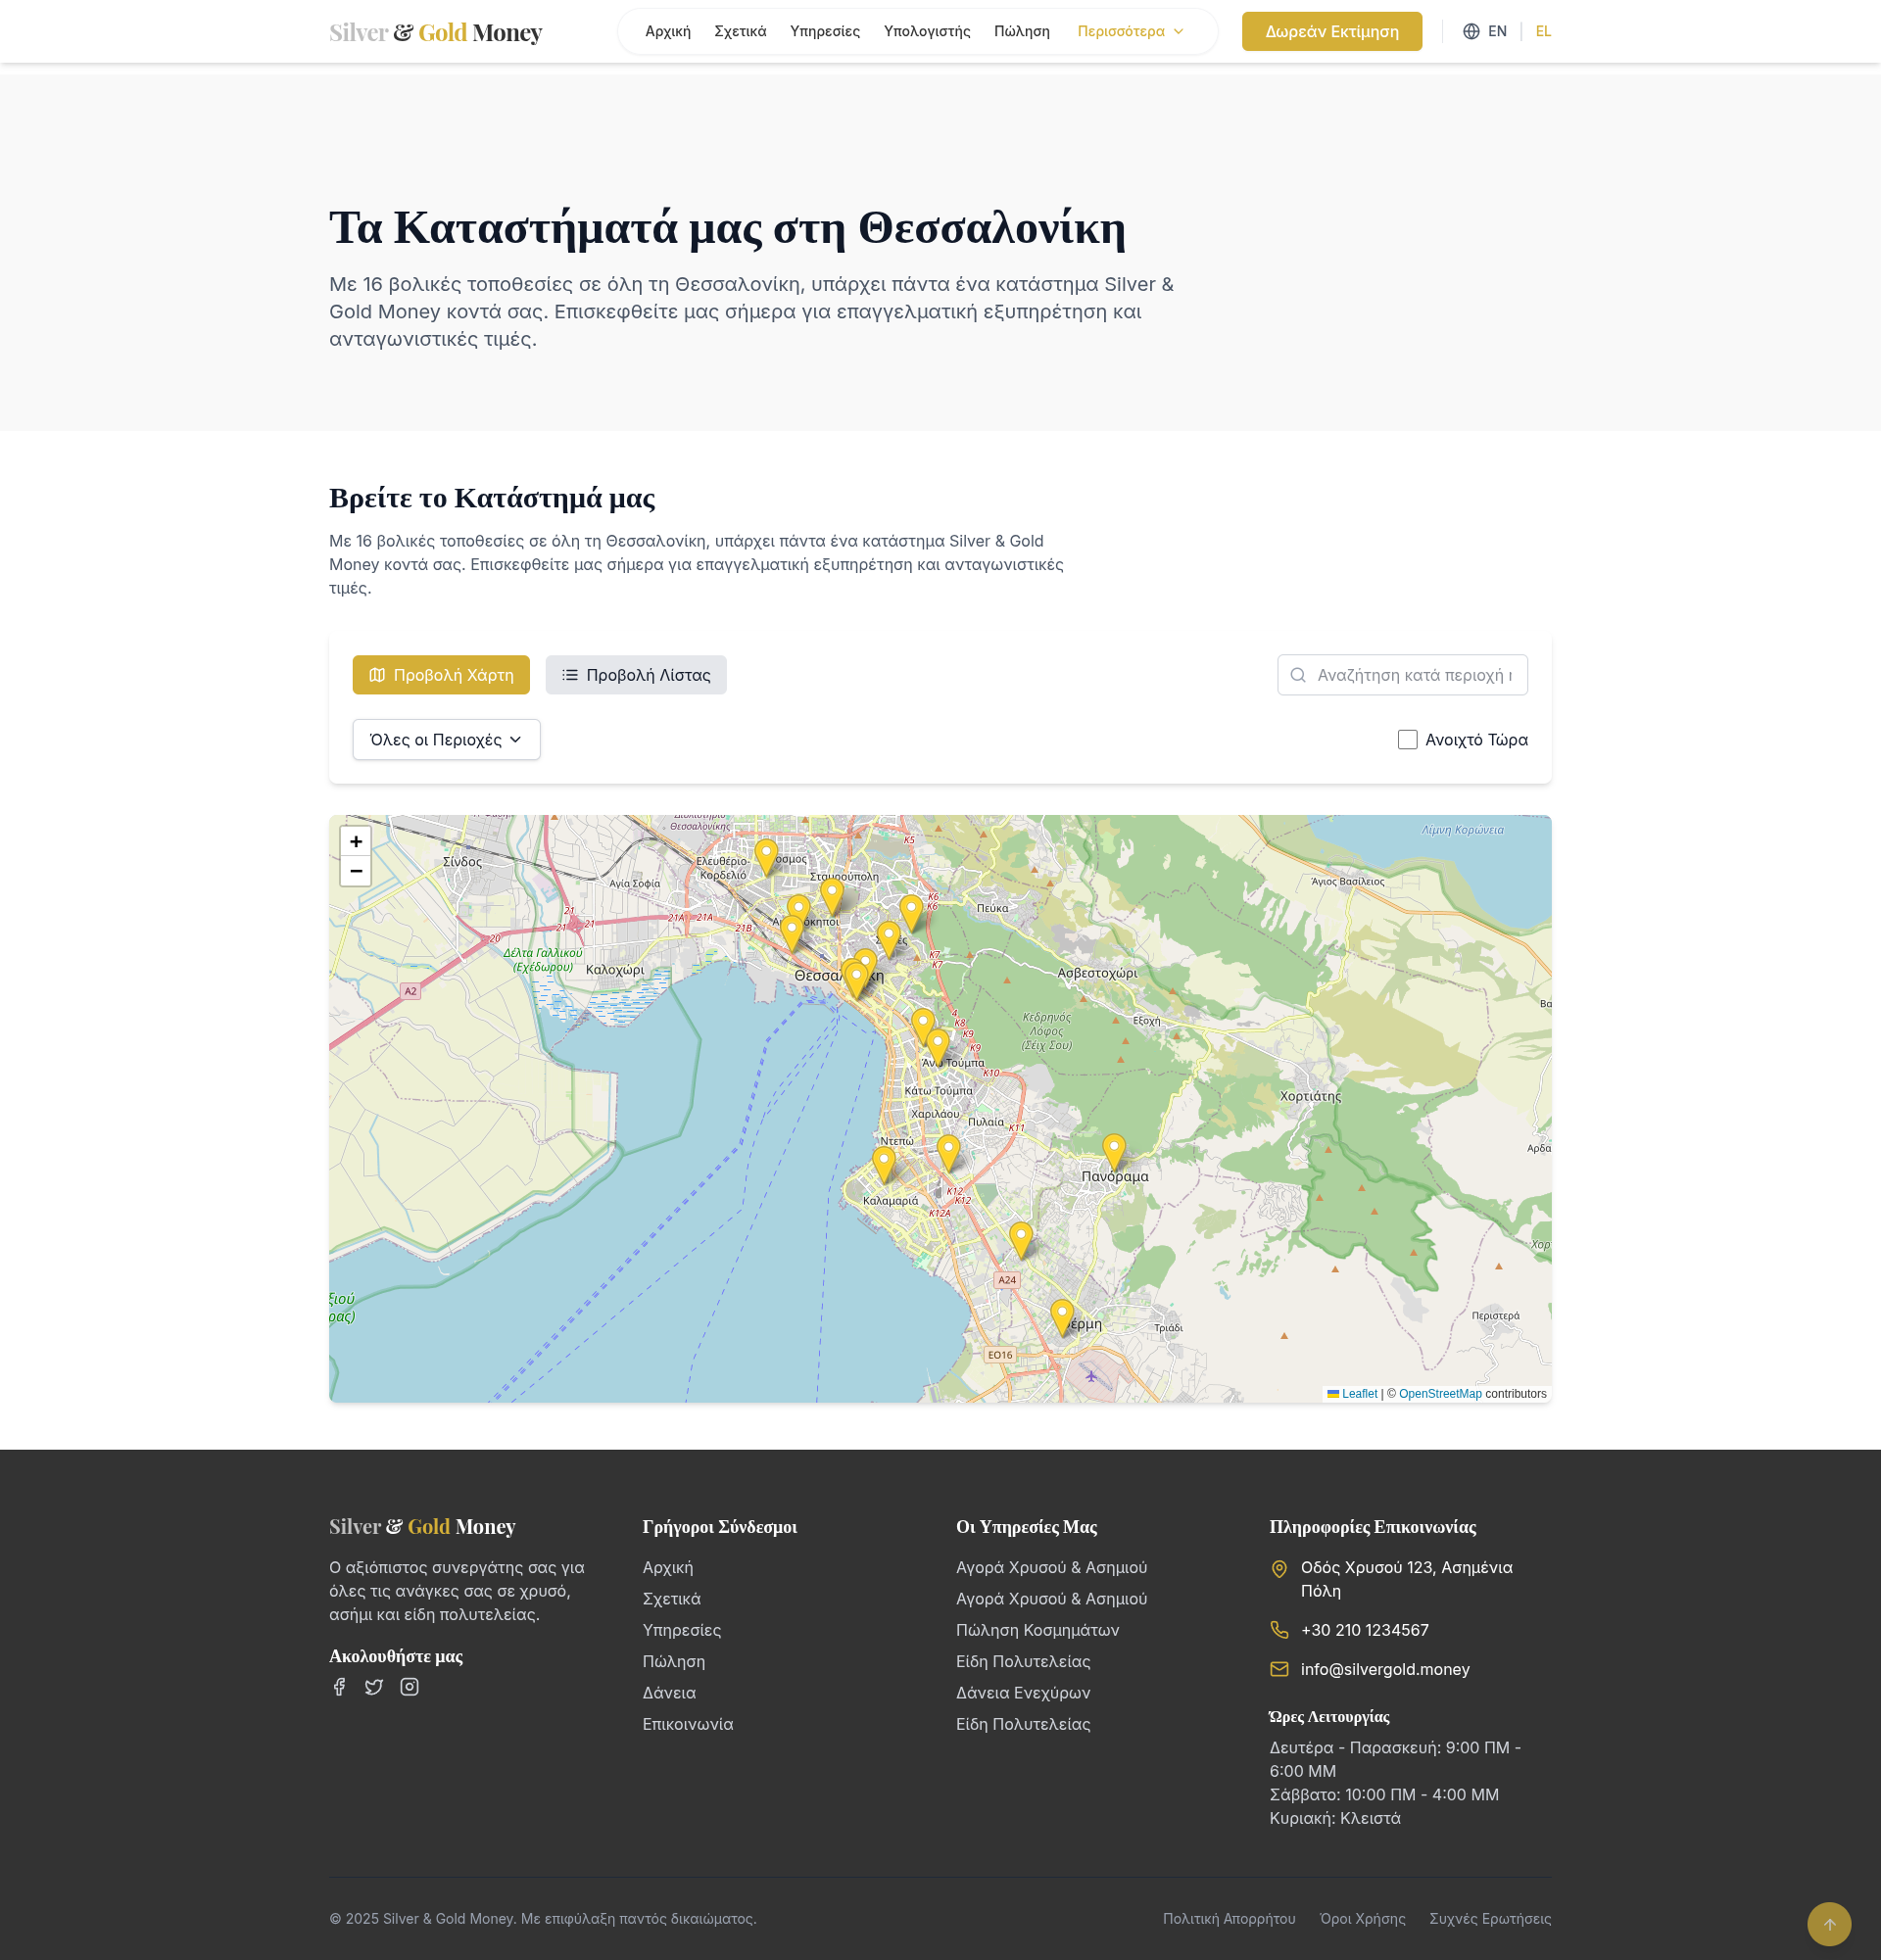 Silver & Gold Money
Αρχική Σχετικά Υπηρεσίες Υπολογιστής Πώληση Περισσότερα
Δωρεάν Εκτίμηση
EN | EL
Τα Καταστήματά μας στη Θεσσαλονίκη
Με 16 βολικές τοποθεσίες σε όλη τη Θεσσαλονίκη, υπάρχει πάντα ένα κατάστημα Silver &
Gold Money κοντά σας. Επισκεφθείτε μας σήμερα για επαγγελματική εξυπηρέτηση και
ανταγωνιστικές τιμές.
Βρείτε το Κατάστημά μας
Με 16 βολικές τοποθεσίες σε όλη τη Θεσσαλονίκη, υπάρχει πάντα ένα κατάστημα Silver & Gold
Money κοντά σας. Επισκεφθείτε μας σήμερα για επαγγελματική εξυπηρέτηση και ανταγωνιστικές
τιμές.
Προβολή Χάρτη
Προβολή Λίστας
Αναζήτηση κατά περιοχή
Όλες οι Περιοχές
Ανοιχτό Τώρα
+
−
Θεσσαλονίκης
Λίμνη Κορώνεια
K5
Σίνδος
Ελευθέριο-
Κορδελιό
Αγία Σοφία
Σταυρούπολη
Άγιος Βασίλειος
K6
K6
Πεύκα
21
21
21A
21A
21B
20
Δέλτα Γαλλικού
(Εχέδωρου)
Καλοχώρι
K7
K7
Ασβεστοχώρι
A2
4
K8
K9
K9
Κεδρηνός
Λόφος
(Σέιχ Σου)
Εξοχή
Άνω Τούμπα
K10
Κάτω Τούμπα
Χαριλάου
Πυλαία
K11
Χορτιάτης
Ντεπώ
Πανόραμα
Καλαμαριά
K12
K12
K12A
A24
Περιστερά
Τριάδι
EO16
Leaflet | © OpenStreetMap contributors
Silver & Gold Money
Ο αξιόπιστος συνεργάτης σας για
όλες τις ανάγκες σας σε χρυσό,
ασήμι και είδη πολυτελείας.
Ακολουθήστε μας
Γρήγοροι Σύνδεσμοι
Αρχική
Σχετικά
Υπηρεσίες
Πώληση
Δάνεια
Επικοινωνία
Οι Υπηρεσίες Μας
Αγορά Χρυσού & Ασημιού
Αγορά Χρυσού & Ασημιού
Πώληση Κοσμημάτων
Είδη Πολυτελείας
Δάνεια Ενεχύρων
Είδη Πολυτελείας
Πληροφορίες Επικοινωνίας
Οδός Χρυσού 123, Ασημένια
Πόλη
+30 210 1234567
info@silvergold.money
Ώρες Λειτουργίας
Δευτέρα - Παρασκευή: 9:00 ΠΜ -
6:00 ΜΜ
Σάββατο: 10:00 ΠΜ - 4:00 ΜΜ
Κυριακή: Κλειστά
© 2025 Silver & Gold Money. Με επιφύλαξη παντός δικαιώματος.
Πολιτική Απορρήτου Όροι Χρήσης Συχνές Ερωτήσεις